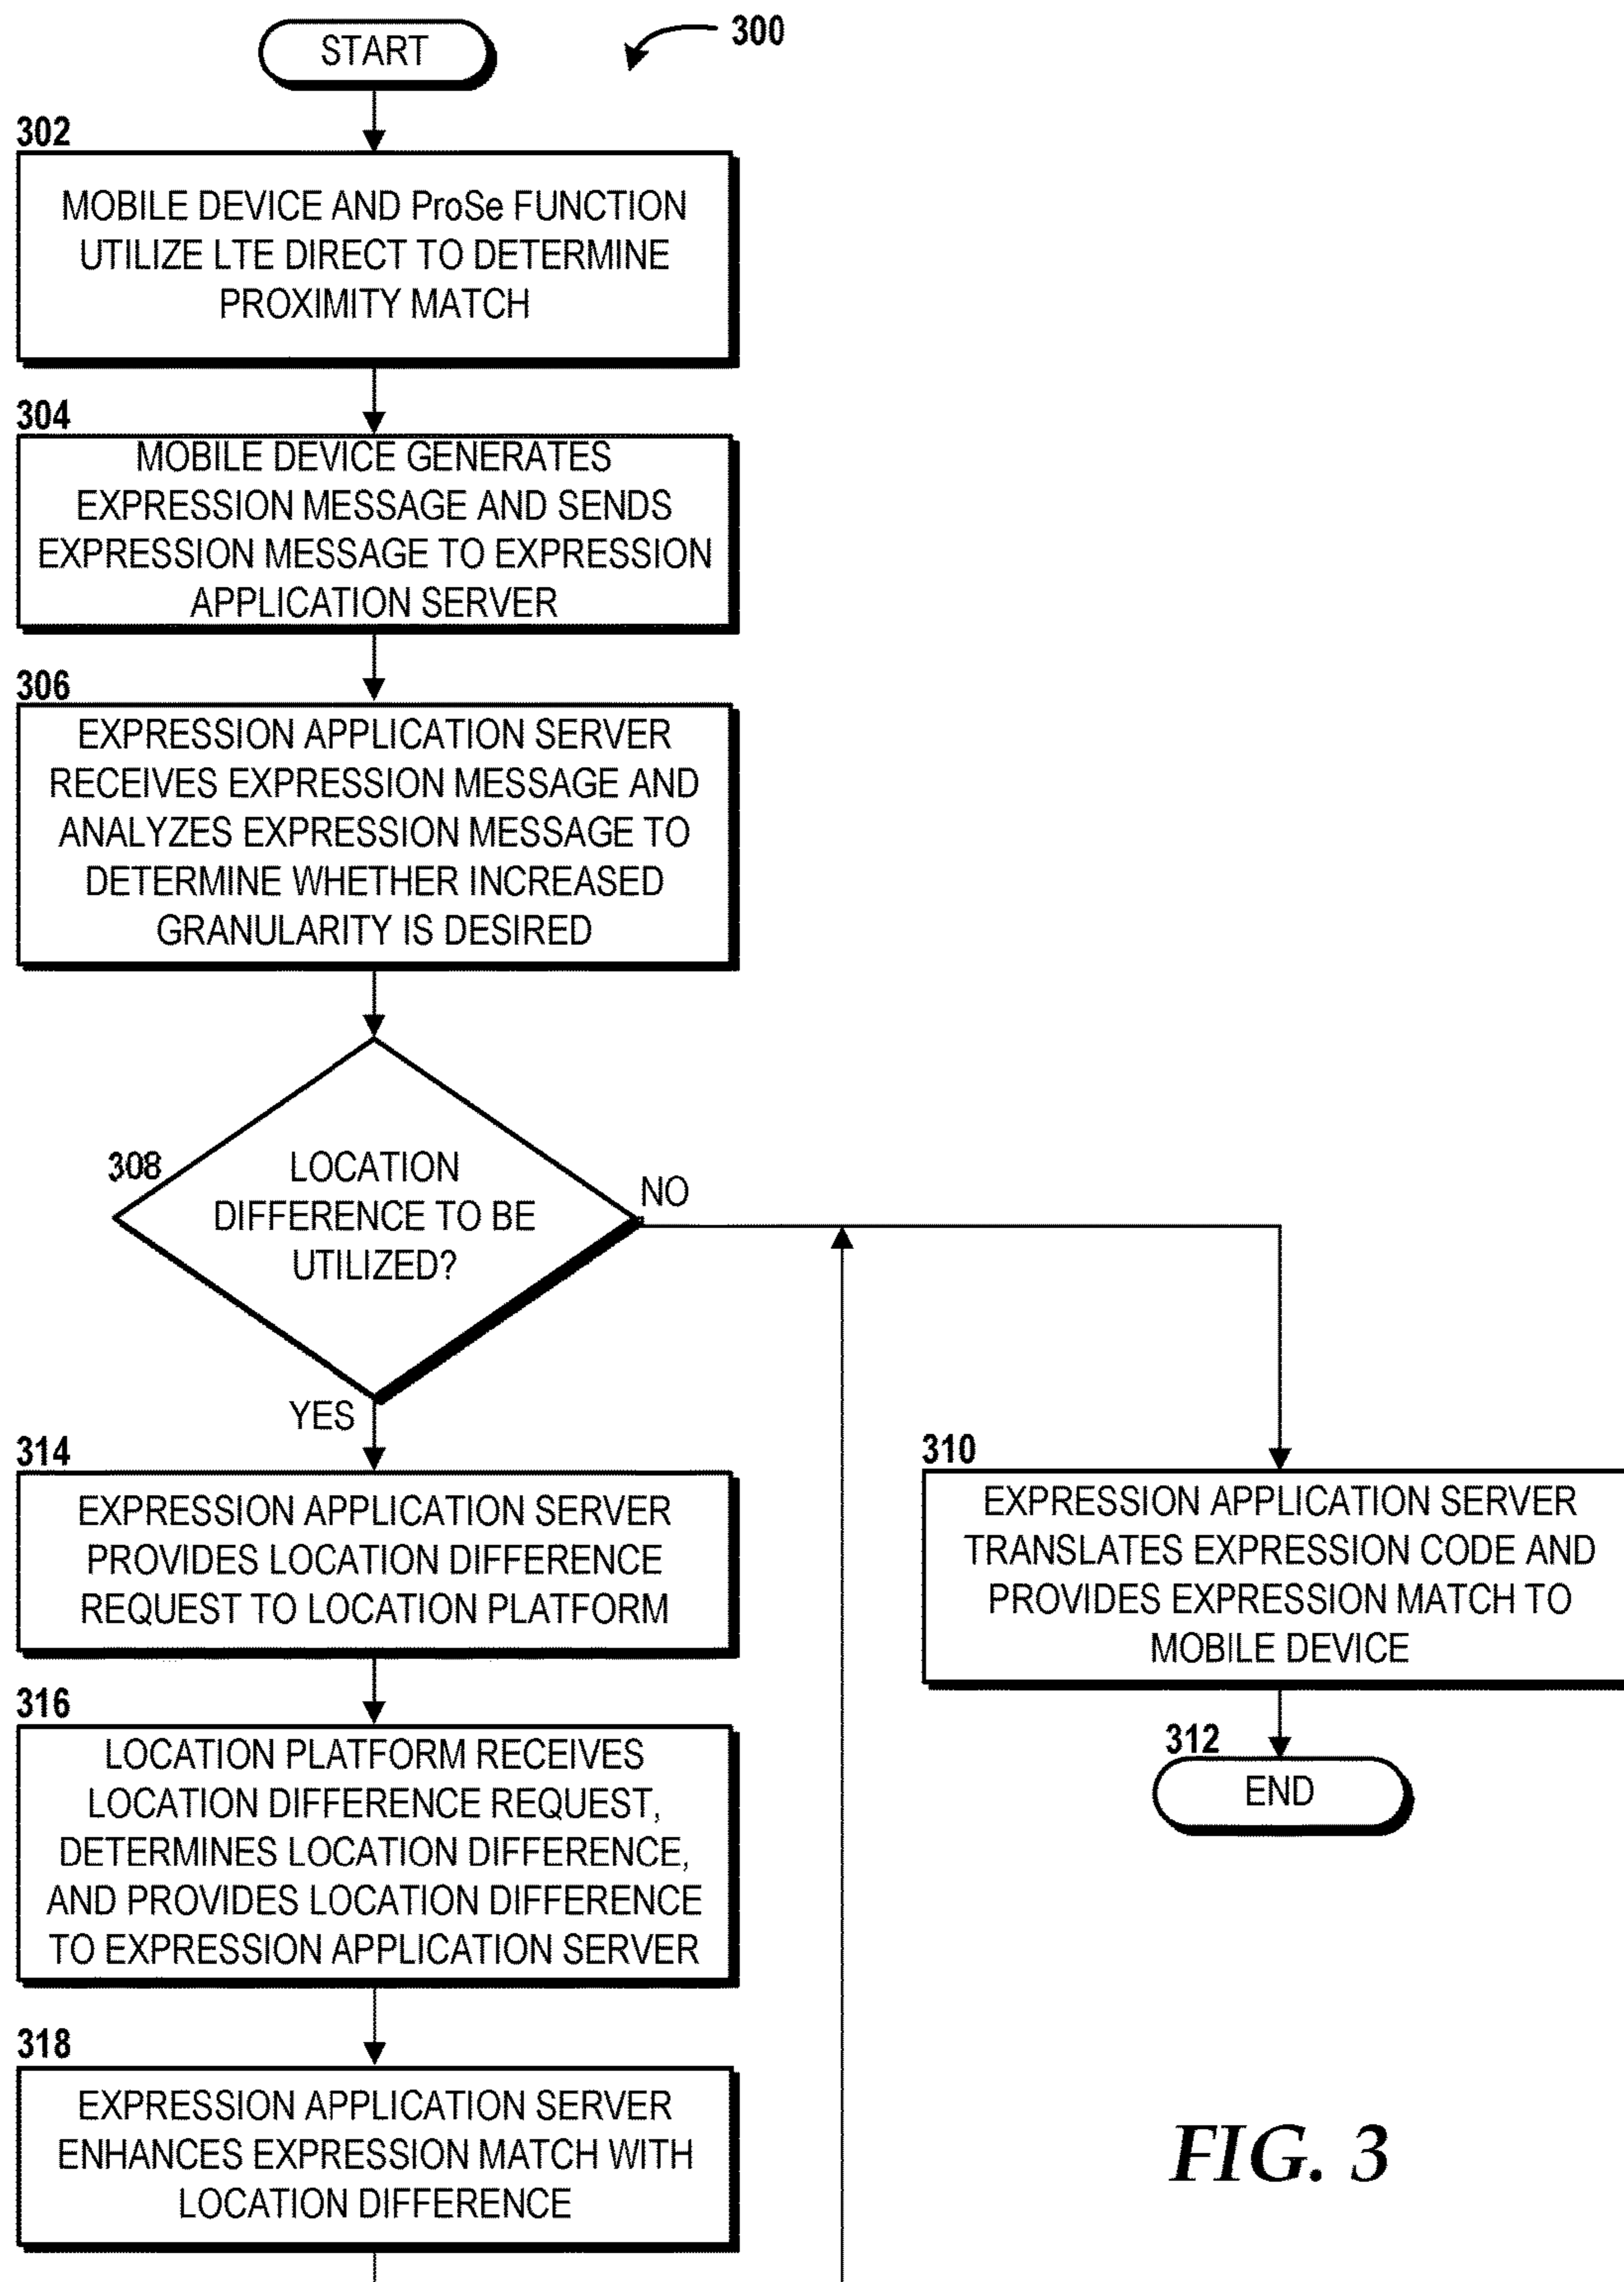 START
300
302
MOBILE DEVICE AND ProSe FUNCTION
UTILIZE LTE DIRECT TO DETERMINE
PROXIMITY MATCH
304
MOBILE DEVICE GENERATES
EXPRESSION MESSAGE AND SENDS
EXPRESSION MESSAGE TO EXPRESSION
APPLICATION SERVER
306
EXPRESSION APPLICATION SERVER
RECEIVES EXPRESSION MESSAGE AND
ANALYZES EXPRESSION MESSAGE TO
DETERMINE WHETHER INCREASED
GRANULARITY IS DESIRED
308
LOCATION
DIFFERENCE TO BE
UTILIZED?
NO
YES
314
EXPRESSION APPLICATION SERVER
PROVIDES LOCATION DIFFERENCE
REQUEST TO LOCATION PLATFORM
310
EXPRESSION APPLICATION SERVER
TRANSLATES EXPRESSION CODE AND
PROVIDES EXPRESSION MATCH TO
MOBILE DEVICE
312
END
316
LOCATION PLATFORM RECEIVES
LOCATION DIFFERENCE REQUEST,
DETERMINES LOCATION DIFFERENCE,
AND PROVIDES LOCATION DIFFERENCE
TO EXPRESSION APPLICATION SERVER
318
EXPRESSION APPLICATION SERVER
ENHANCES EXPRESSION MATCH WITH
LOCATION DIFFERENCE
FIG. 3